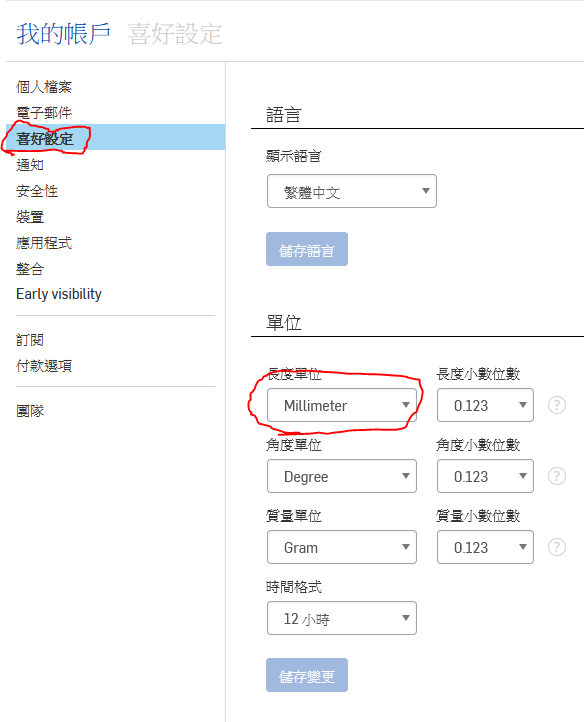 我的帳戶 喜好設定
個人檔案
電子郵件
喜好設定
通知
安全性
裝置
應用程式
整合
Early visibility
訂閱
付款選項
團隊
語言
顯示語言
繁體中文
儲存語言
單位
長度單位 長度小數位數
Millimeter 0.123 ?
角度單位 角度小數位數
Degree 0.123 ?
質量單位 質量小數位數
Gram 0.123 ?
時間格式
12 小時
儲存變更